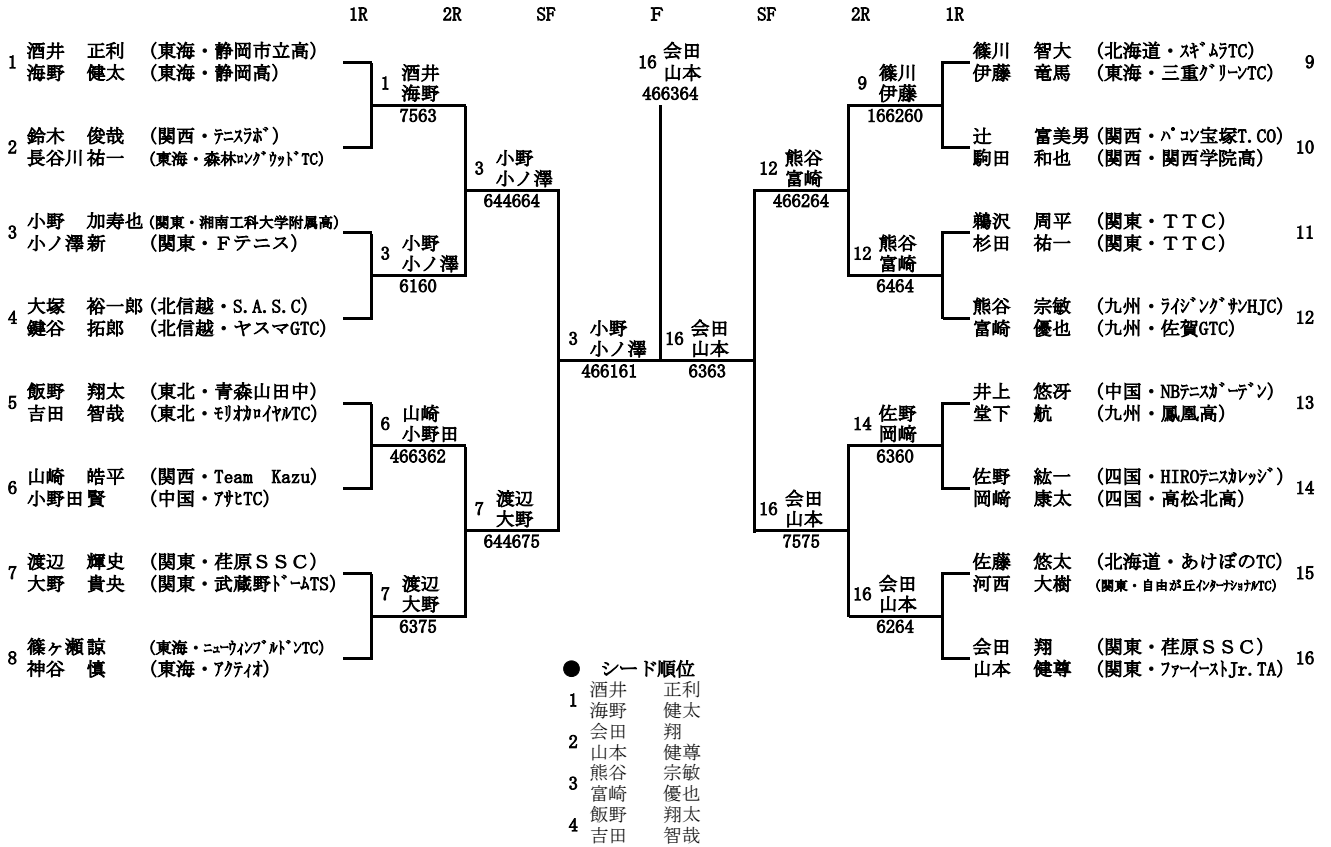 1R 2R SF F SF 2R 1R
1 酒井 正利 (東海・静岡市立高)
海野 健太 (東海・静岡高)
2 鈴木 俊哉 (関西・ﾃﾆｽﾗﾎﾞ)
長谷川祐一 (東海・森林ﾛﾝｸﾞｳｯﾄﾞTC)
3 小野 加寿也 (関東・湘南工科大学附属高)
小ノ澤新 (関東・Ｆテニス)
4 大塚 裕一郎 (北信越・S.A.S.C)
鍵谷 拓郎 (北信越・ヤスマGTC)
5 飯野 翔太 (東北・青森山田中)
吉田 智哉 (東北・ﾓﾘｵｶﾛｲﾔﾙTC)
6 山崎 皓平 (関西・Team Kazu)
小野田賢 (中国・ｱｻﾋTC)
7 渡辺 輝史 (関東・荏原ＳＳＣ)
大野 貴央 (関東・武蔵野ﾄﾞｰﾑTS)
8 篠ヶ瀬諒 (東海・ﾆｭｰｳｨﾝﾌﾞﾙﾄﾞﾝTC)
神谷 慎 (東海・ｱｸﾃｨｵ)
1 酒井
海野
7563
3 小野
小ノ澤
6160
6 山崎
小野田
466362
7 渡辺
大野
6375
3 小野
小ノ澤
644664
7 渡辺
大野
644675
3 小野
小ノ澤
466161
16 会田
山本
466364
16 会田
山本
6363
12 熊谷
富崎
466264
16 会田
山本
7575
9 篠川
伊藤
166260
12 熊谷
富崎
6464
14 佐野
岡﨑
6360
16 会田
山本
6264
篠川 智大 (北海道・ｽｷﾞﾑﾗTC) 9
伊藤 竜馬 (東海・三重ｸﾞﾘｰﾝTC)
辻 富美男 (関西・ﾊﾟｺﾝ宝塚T.CO) 10
駒田 和也 (関西・関西学院高)
鵜沢 周平 (関東・ＴＴＣ) 11
杉田 祐一 (関東・ＴＴＣ)
熊谷 宗敏 (九州・ﾗｲｼﾞﾝｸﾞｻﾝHJC) 12
富崎 優也 (九州・佐賀GTC)
井上 悠冴 (中国・NBﾃﾆｽｶﾞｰﾃﾞﾝ) 13
堂下 航 (九州・鳳凰高)
佐野 紘一 (四国・HIROﾃﾆｽｶﾚｯｼﾞ) 14
岡﨑 康太 (四国・高松北高)
佐藤 悠太 (北海道・あけぼのTC) 15
河西 大樹 (関東・自由が丘ｲﾝﾀｰﾅｼｮﾅﾙTC)
会田 翔 (関東・荏原ＳＳＣ) 16
山本 健尊 (関東・ﾌｧｰｲｰｽﾄJr.TA)
● シード順位
1 酒井 正利
海野 健太
2 会田 翔
山本 健尊
3 熊谷 宗敏
富崎 優也
4 飯野 翔太
吉田 智哉